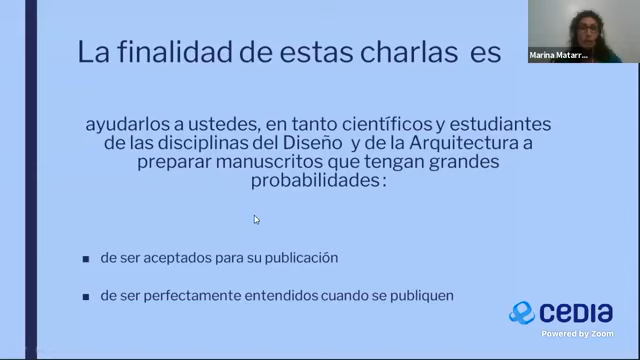 La finalidad de estas charlas es
Marina Matarr...
ayudarlos a ustedes, en tanto científicos y estudiantes
de las disciplinas del Diseño y de la Arquitectura a
preparar manuscritos que tengan grandes
probabilidades:
de ser aceptados para su publicación
de ser perfectamente entendidos cuando se publiquen
CEDIA
Powered by Zoom